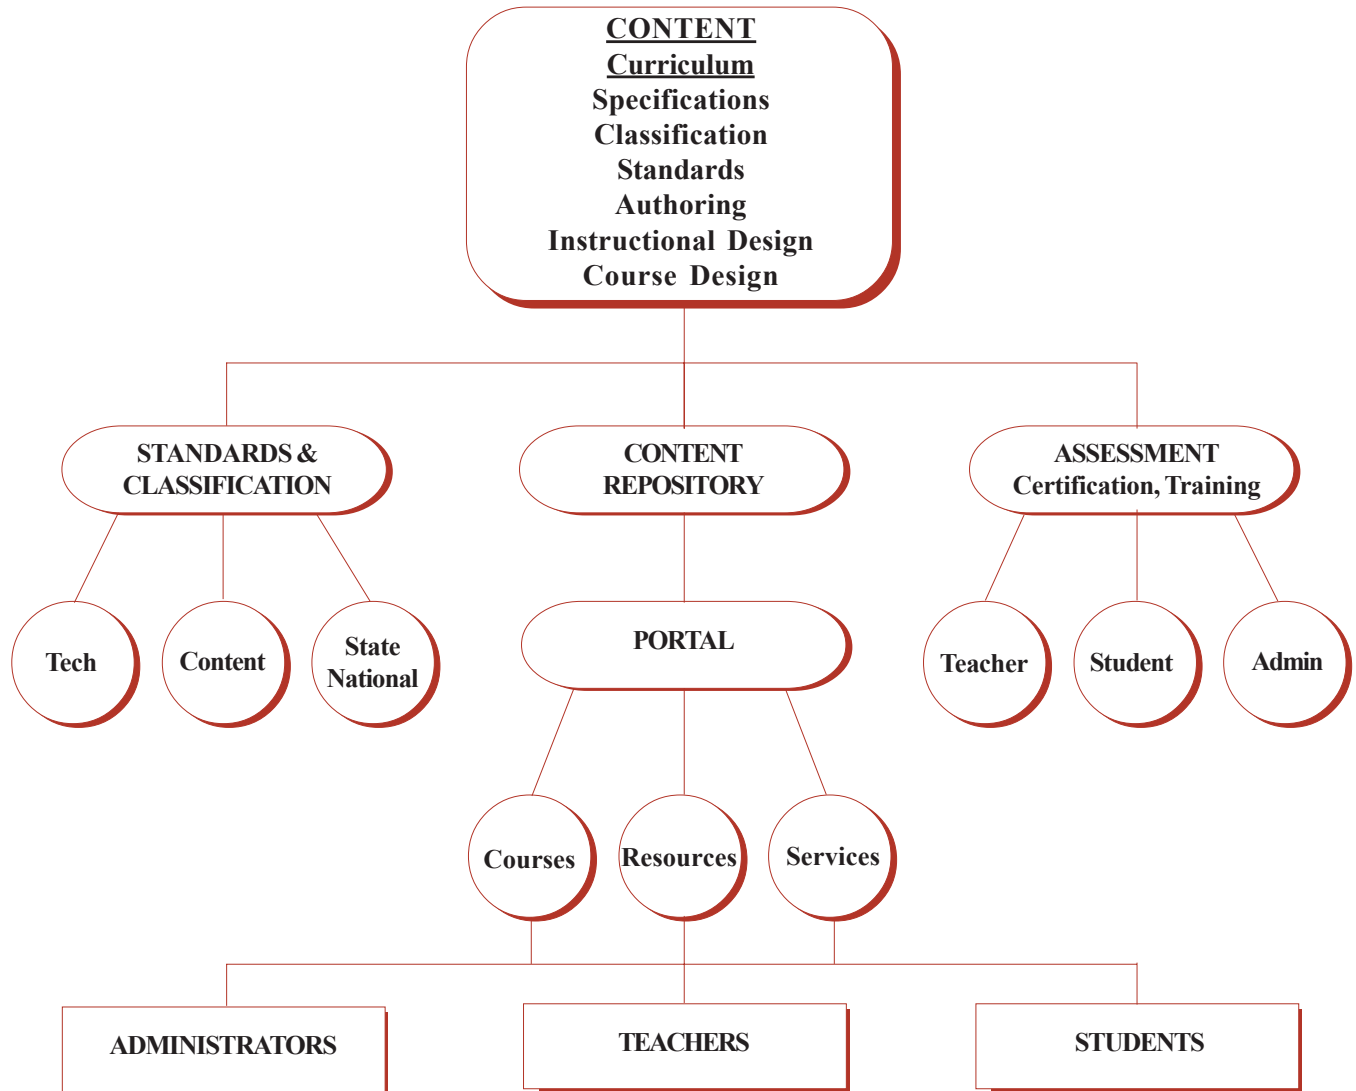 CONTENT
Curriculum
Specifications
Classification
Standards
Authoring
Instructional Design
Course Design
STANDARDS &
CLASSIFICATION
CONTENT
REPOSITORY
ASSESSMENT
Certification, Training
Tech
Content
State
National
PORTAL
Teacher
Student
Admin
Courses
Resources
Services
ADMINISTRATORS
TEACHERS
STUDENTS